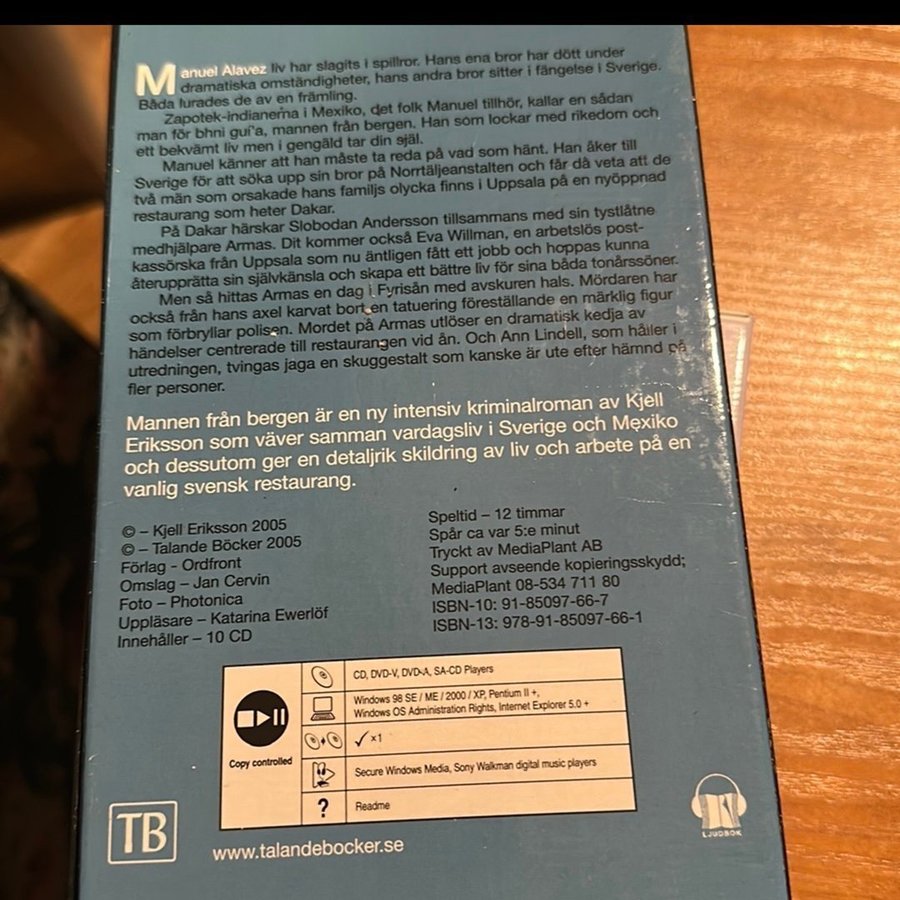 Manuel Alavez liv har slagits i spillror. Hans ena bror har dött under
dramatiska omständigheter, hans andra bror sitter i fängelse i Sverige.
Båda lurades de av en främling.
Zapotek-indianerna i Mexiko, det folk Manuel tillhör, kallar en sådan
man för bhni guí'a, mannen från bergen. Han som lockar med rikedom och
ett bekvämt liv men i gengäld tar din själ.
Manuel känner att han måste ta reda på vad som hänt. Han åker till
Sverige för att söka upp sin bror på Norrtäljeanstalten och får då veta att de
två män som orsakade hans familjs olycka finns i Uppsala på en nyöppnad
restaurang som heter Dakar.
På Dakar härskar Slobodan Andersson tillsammans med sin tystlåtne
medhjälpare Armas. Dit kommer också Eva Willman, en arbetslös post-
kassörska från Uppsala som nu äntligen fått ett jobb och hoppas kunna
återupprätta sin självkänsla och skapa ett bättre liv för sina båda tonårssöner.
Men så hittas Armas en dag i Fyrisån med avskuren hals. Mördaren har
också från hans axel karvat bort en tatuering föreställande en märklig figur
som förbryllar polisen. Mordet på Armas utlöser en dramatisk kedja av
händelser centrerade till restaurangen vid ån. Och Ann Lindell, som håller i
utredningen, tvingas jaga en skuggestalt som kanske är ute efter hämnd på
fler personer.
Mannen från bergen är en ny intensiv kriminalroman av Kjell
Eriksson som väver samman vardagsliv i Sverige och Mexiko
och dessutom ger en detaljrik skildring av liv och arbete på en
vanlig svensk restaurang.
© – Kjell Eriksson 2005
© – Talande Böcker 2005
Förlag - Ordfront
Omslag – Jan Cervin
Foto – Photonica
Uppläsare – Katarina Ewerlöf
Innehåller – 10 CD
Speltid – 12 timmar
Spår ca var 5:e minut
Tryckt av MediaPlant AB
Support avseende kopieringsskydd;
MediaPlant 08-534 711 80
ISBN-10: 91-85097-66-7
ISBN-13: 978-91-85097-66-1
Copy controlled
CD, DVD-V, DVD-A, SA-CD Players
Windows 98 SE / ME / 2000 / XP, Pentium II +,
Windows OS Administration Rights, Internet Explorer 5.0 +
✓ x1
Secure Windows Media, Sony Walkman digital music players
? Readme
TB
www.talandebocker.se
LJUDBOK